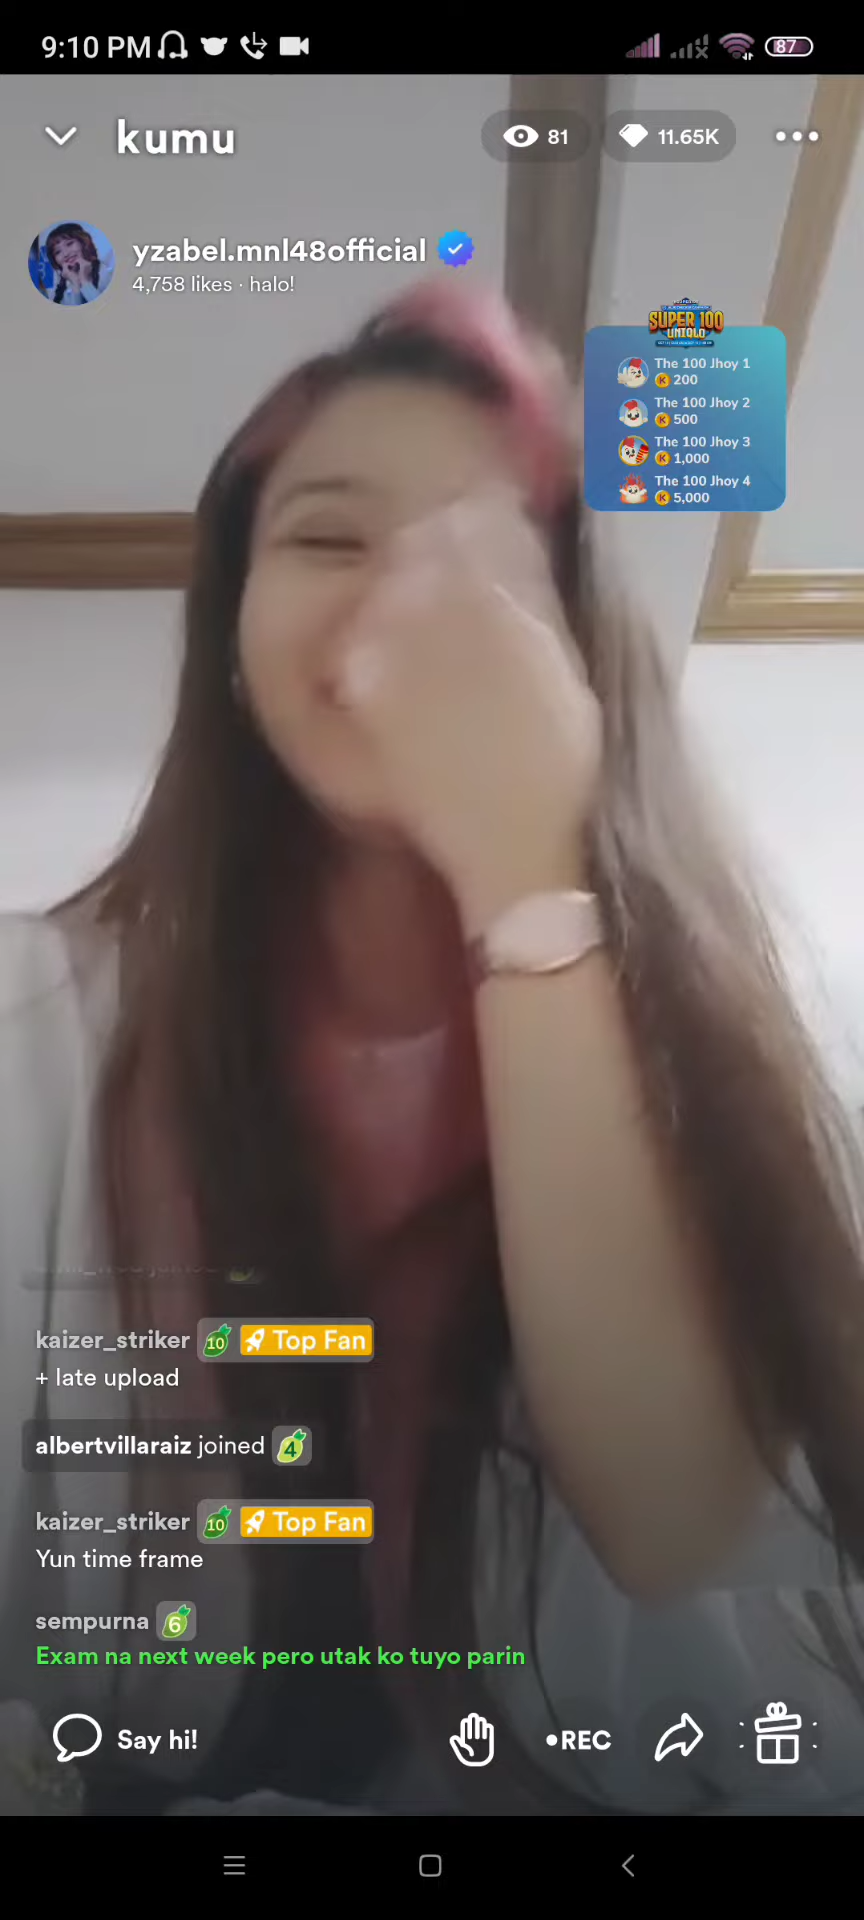 9:10 PM
87
kumu
81
11.65K
yzabel.mnl48official
4,758 likes · halo!
SUPER 100
UNIQLO
The 100 Jhoy 1
200
The 100 Jhoy 2
500
The 100 Jhoy 3
1,000
The 100 Jhoy 4
5,000
kaizer_striker 10 Top Fan
+ late upload
albertvillaraiz joined 4
kaizer_striker 10 Top Fan
Yun time frame
sempurna 6
Exam na next week pero utak ko tuyo parin
Say hi!
•REC